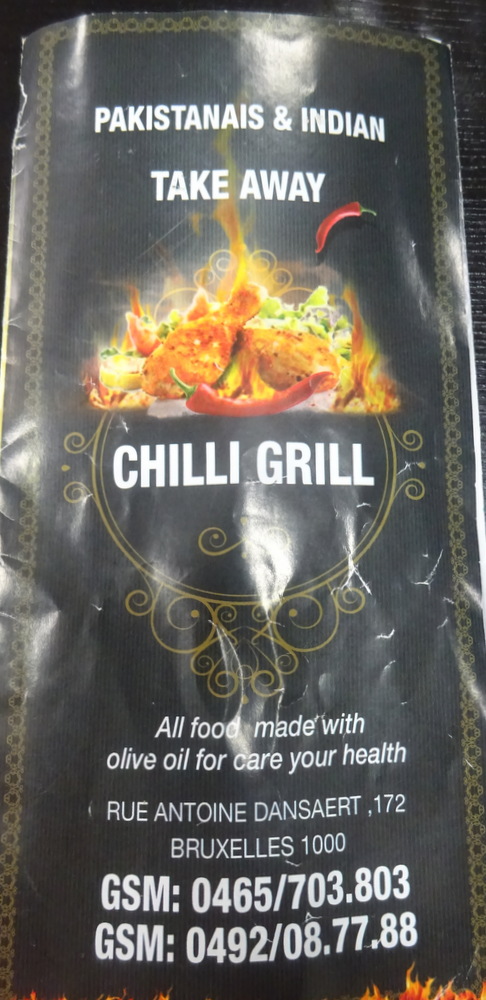 PAKISTANAIS & INDIAN
TAKE AWAY
CHILLI GRILL
All food made with
olive oil for care your health
RUE ANTOINE DANSAERT ,172
BRUXELLES 1000
GSM: 0465/703.803
GSM: 0492/08.77.88